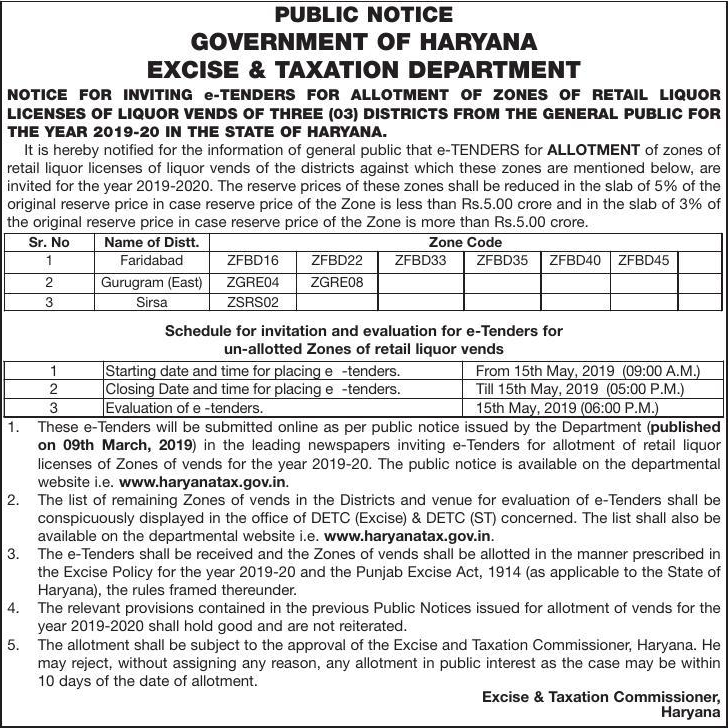 PUBLIC NOTICE
GOVERNMENT OF HARYANA
EXCISE & TAXATION DEPARTMENT
NOTICE FOR INVITING e-TENDERS FOR ALLOTMENT OF ZONES OF RETAIL LIQUOR
LICENSES OF LIQUOR VENDS OF THREE (03) DISTRICTS FROM THE GENERAL PUBLIC FOR
THE YEAR 2019-20 IN THE STATE OF HARYANA.
It is hereby notified for the information of general public that e-TENDERS for ALLOTMENT of zones of
retail liquor licenses of liquor vends of the districts against which these zones are mentioned below, are
invited for the year 2019-2020. The reserve prices of these zones shall be reduced in the slab of 5% of the
original reserve price in case reserve price of the Zone is less than Rs.5.00 crore and in the slab of 3% of
the original reserve price in case reserve price of the Zone is more than Rs.5.00 crore.
Sr. No Name of Distt. Zone Code
1 Faridabad ZFBD16 ZFBD22 ZFBD33 ZFBD35 ZFBD40 ZFBD45
2 Gurugram (East) ZGRE04 ZGRE08
3 Sirsa ZSRS02
Schedule for invitation and evaluation for e-Tenders for
un-allotted Zones of retail liquor vends
1 Starting date and time for placing e -tenders. From 15th May, 2019 (09:00 A.M.)
2 Closing Date and time for placing e -tenders. Till 15th May, 2019 (05:00 P.M.)
3 Evaluation of e -tenders. 15th May, 2019 (06:00 P.M.)
1. These e-Tenders will be submitted online as per public notice issued by the Department (published
on 09th March, 2019) in the leading newspapers inviting e-Tenders for allotment of retail liquor
licenses of Zones of vends for the year 2019-20. The public notice is available on the departmental
website i.e. www.haryanatax.gov.in.
2. The list of remaining Zones of vends in the Districts and venue for evaluation of e-Tenders shall be
conspicuously displayed in the office of DETC (Excise) & DETC (ST) concerned. The list shall also be
available on the departmental website i.e. www.haryanatax.gov.in.
3. The e-Tenders shall be received and the Zones of vends shall be allotted in the manner prescribed in
the Excise Policy for the year 2019-20 and the Punjab Excise Act, 1914 (as applicable to the State of
Haryana), the rules framed thereunder.
4. The relevant provisions contained in the previous Public Notices issued for allotment of vends for the
year 2019-2020 shall hold good and are not reiterated.
5. The allotment shall be subject to the approval of the Excise and Taxation Commissioner, Haryana. He
may reject, without assigning any reason, any allotment in public interest as the case may be within
10 days of the date of allotment.
Excise & Taxation Commissioner,
Haryana